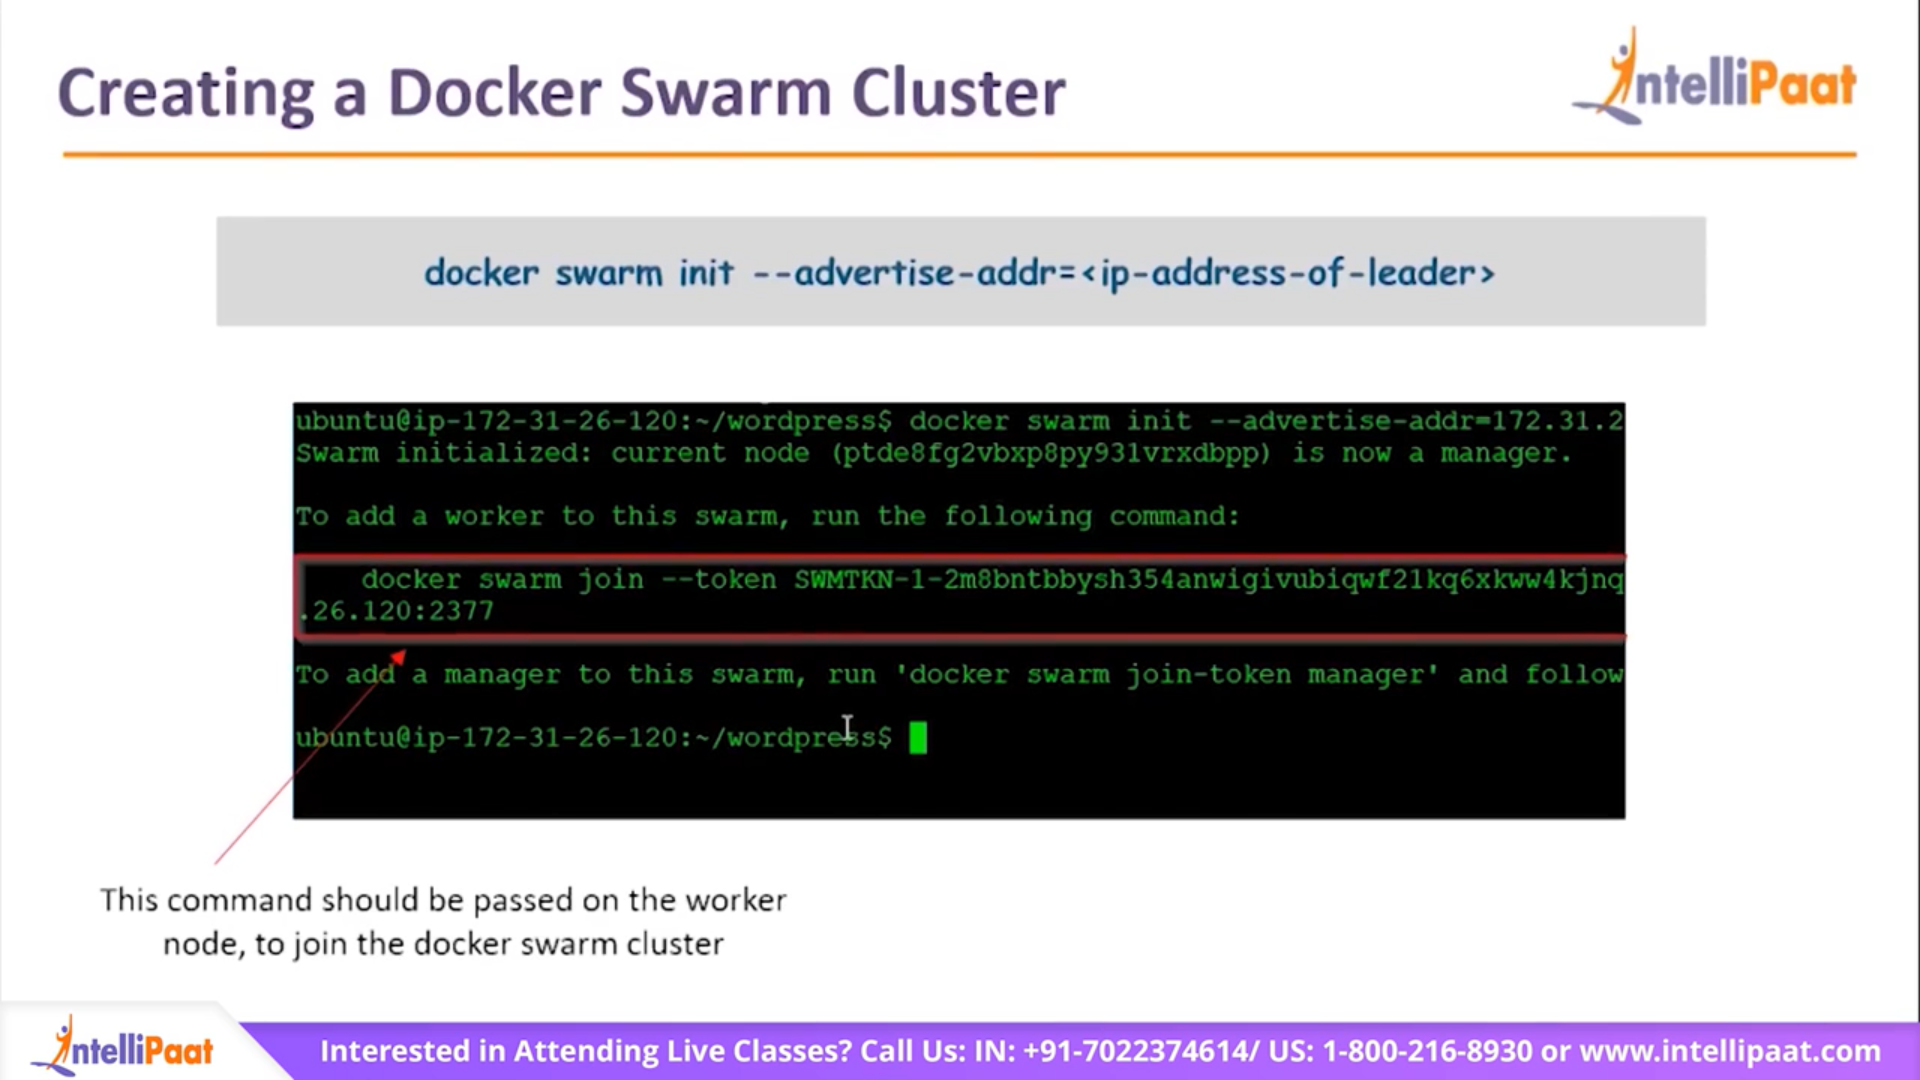 Creating a Docker Swarm Cluster
IntelliPaat
docker swarm init --advertise-addr=<ip-address-of-leader>
ubuntu@ip-172-31-26-120:~/wordpress$ docker swarm init --advertise-addr=172.31.2
Swarm initialized: current node (ptde8fg2vbxp8py931vrxdbpp) is now a manager.
To add a worker to this swarm, run the following command:
docker swarm join --token SWMTKN-1-2m8bntbbysh354anwigivubiqwf21kq6xkww4kjnq
.26.120:2377
To add a manager to this swarm, run 'docker swarm join-token manager' and follow
ubuntu@ip-172-31-26-120:~/wordpress$
This command should be passed on the worker
node, to join the docker swarm cluster
IntelliPaat
Interested in Attending Live Classes? Call Us: IN: +91-7022374614/ US: 1-800-216-8930 or www.intellipaat.com